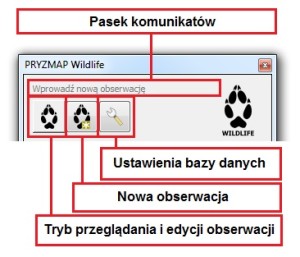 Pasek komunikatów
PRYZMAP Wildlife
Wprowadź nową obserwację
WILDLIFE
Ustawienia bazy danych
Nowa obserwacja
Tryb przeglądania i edycji obserwacji